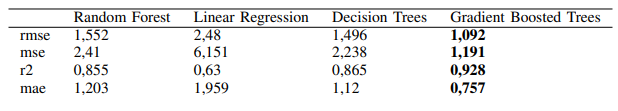 Random Forest Linear Regression Decision Trees Gradient Boosted Trees
rmse 1,552 2,48 1,496 1,092
mse 2,41 6,151 2,238 1,191
r2 0,855 0,63 0,865 0,928
mae 1,203 1,959 1,12 0,757